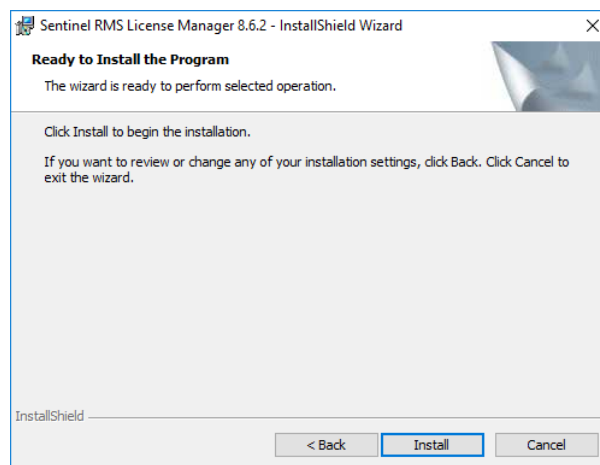 Sentinel RMS License Manager 8.6.2 - InstallShield Wizard
Ready to Install the Program
The wizard is ready to perform selected operation.
Click Install to begin the installation.
If you want to review or change any of your installation settings, click Back. Click Cancel to
exit the wizard.
InstallShield
< Back
Install
Cancel